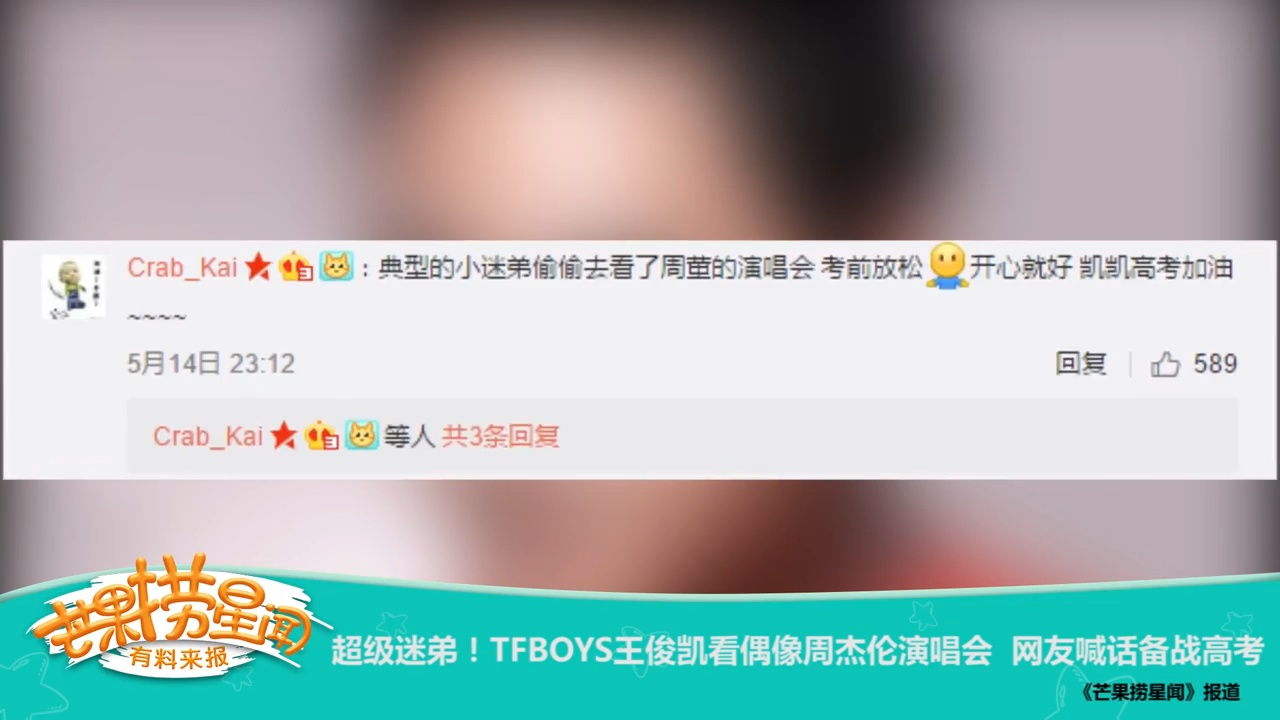 Crab_Kai：典型的小迷弟偷偷去看了周董的演唱会 考前放松 开心就好 凯凯高考加油
~~~~
5月14日 23:12
回复 589
Crab_Kai 等人 共3条回复
芒果捞星闻
有料来报
超级迷弟！TFBOYS王俊凯看偶像周杰伦演唱会 网友喊话备战高考
《芒果捞星闻》报道